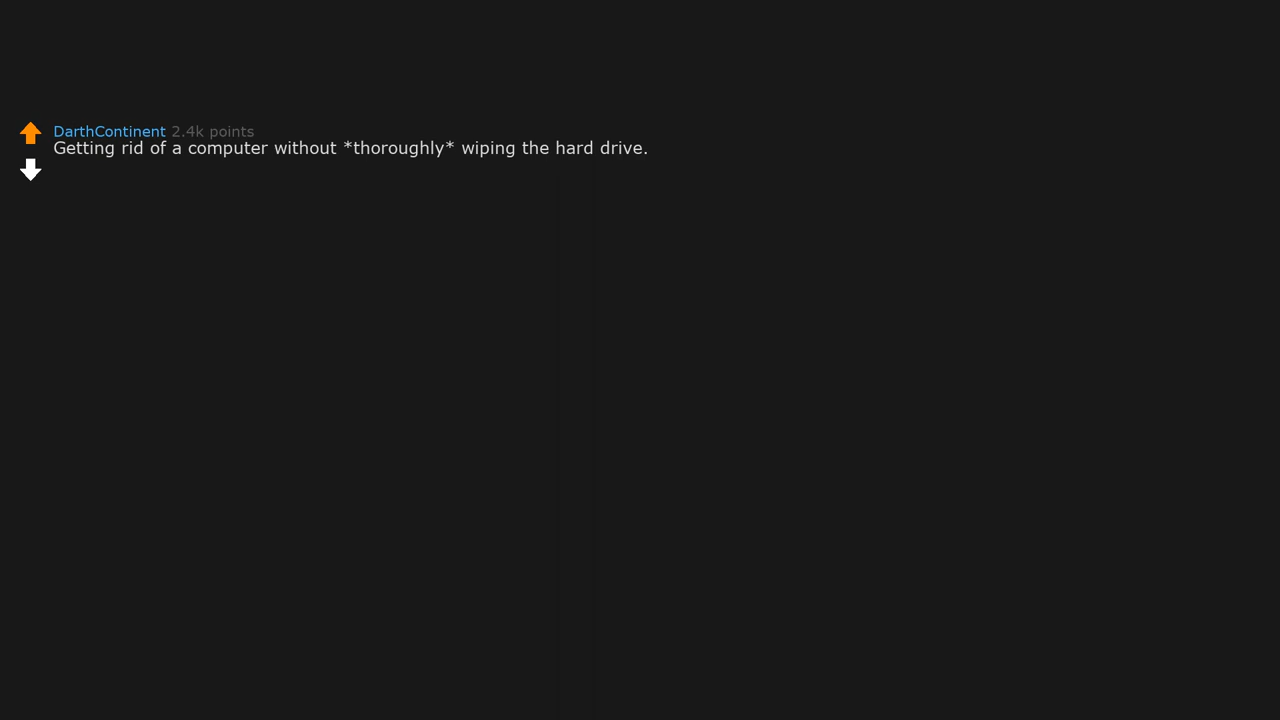 DarthContinent 2.4k points
Getting rid of a computer without *thoroughly* wiping the hard drive.